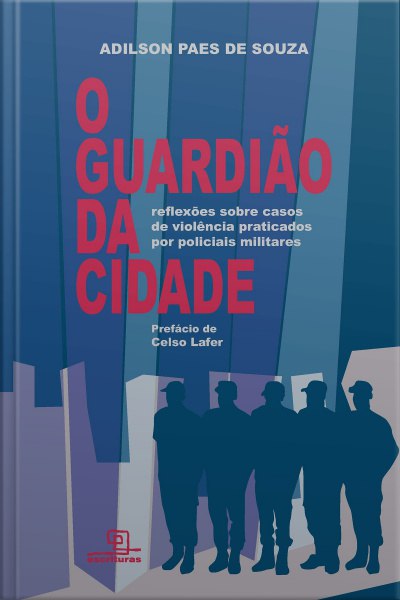 ADILSON PAES DE SOUZA
O
GUARDIÃO
DA
CIDADE
reflexões sobre casos
de violência praticados
por policiais militares
Prefácio de
Celso Lafer
escrituras